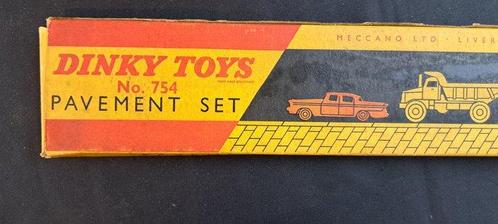 MECCANO LTD · LIVER
DINKY TOYS
No. 754
PAVEMENT SET